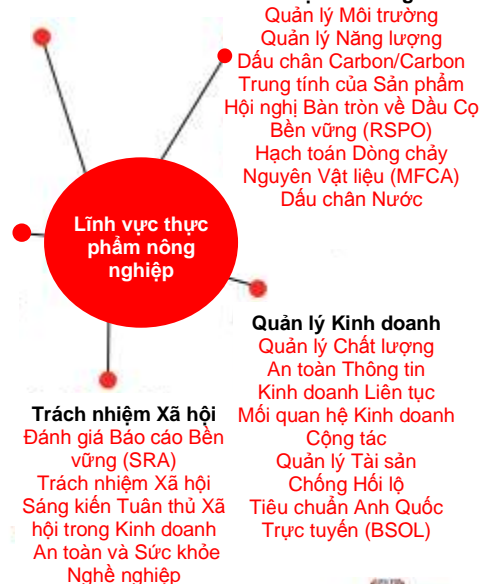 Quản lý Môi trường
Quản lý Năng lượng
Dấu chân Carbon/Carbon
Trung tính của Sản phẩm
Hội nghị Bàn tròn về Dầu Cọ
Bền vững (RSPO)
Hạch toán Dòng chảy
Nguyên Vật liệu (MFCA)
Dấu chân Nước
Lĩnh vực thực
phẩm nông
nghiệp
Quản lý Kinh doanh
Quản lý Chất lượng
An toàn Thông tin
Kinh doanh Liên tục
Mối quan hệ Kinh doanh
Cộng tác
Quản lý Tài sản
Chống Hối lộ
Tiêu chuẩn Anh Quốc
Trực tuyến (BSOL)
Trách nhiệm Xã hội
Đánh giá Báo cáo Bền
vững (SRA)
Trách nhiệm Xã hội
Sáng kiến Tuân thủ Xã
hội trong Kinh doanh
An toàn và Sức khỏe
Nghề nghiệp